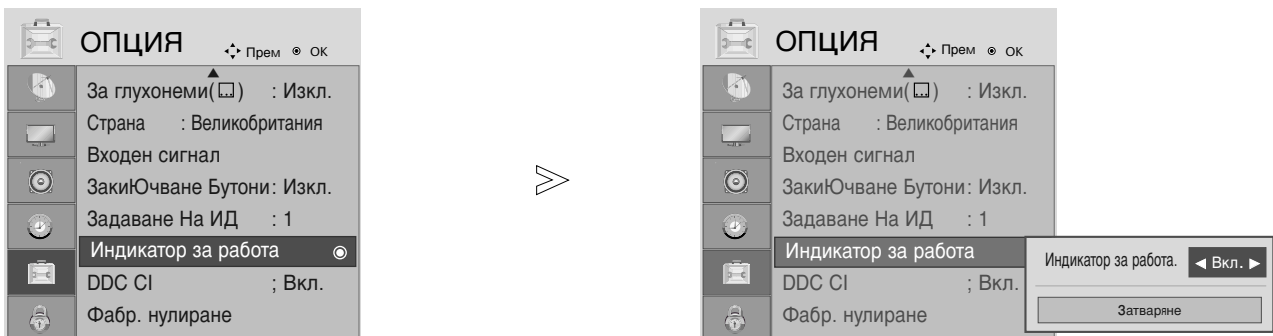 ОПЦИЯ Прем ОК
За глухонеми( ) : Изкл.
Страна : Великобритания
Входен сигнал
ЗакиЮчване Бутони: Изкл.
Задаване На ИД : 1
Индикатор за работа
DDC CI ; Вкл.
Фабр. нулиране
ОПЦИЯ Прем ОК
За глухонеми( ) : Изкл.
Страна : Великобритания
Входен сигнал
ЗакиЮчване Бутони: Изкл.
Задаване На ИД : 1
Индикатор за работа
DDC CI ; Вкл.
Фабр. нулиране
Индикатор за работа. ◄ Вкл. ►
Затваряне